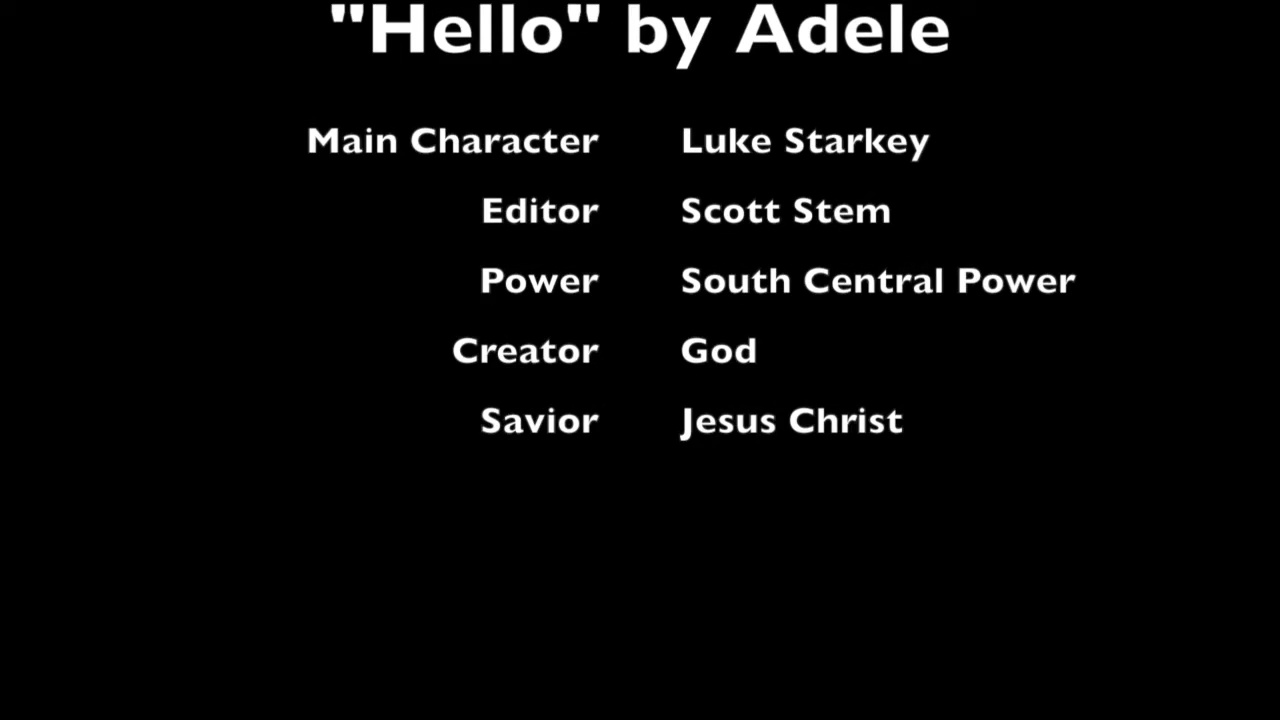 "Hello" by Adele
Main Character Luke Starkey
Editor Scott Stem
Power South Central Power
Creator God
Savior Jesus Christ